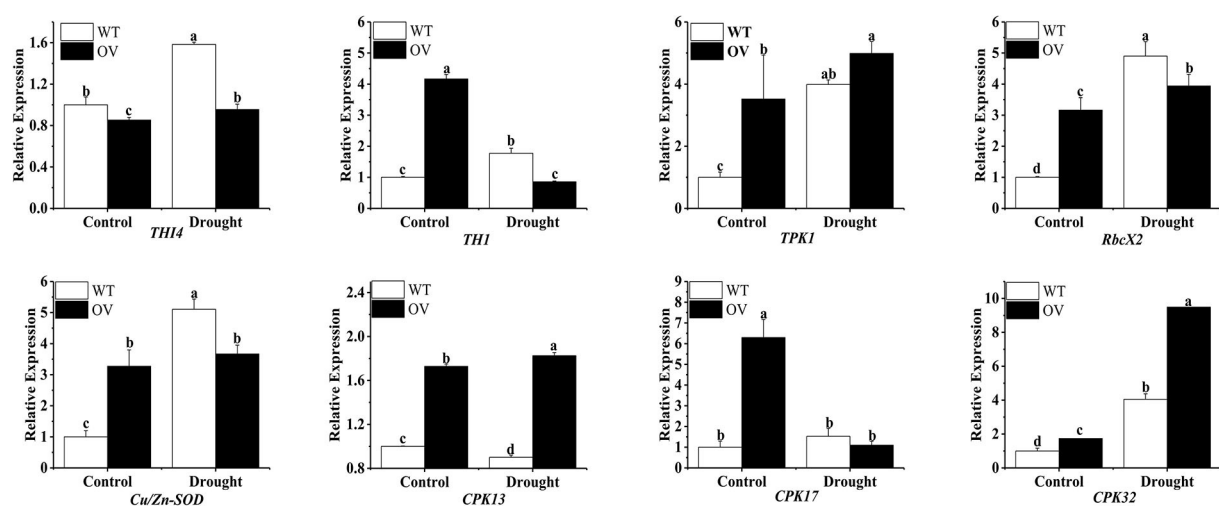 Relative Expression
1.6
1.2
0.8
0.4
0.0
WT
OV
b
c
a
b
Control Drought
THI4
Relative Expression
6
5
4
3
2
1
0
WT
OV
c
a
b
c
Control Drought
TH1
Relative Expression
6
4
2
0
WT
OV
c
b
ab
a
Control Drought
TPK1
Relative Expression
6
5
4
3
2
1
0
WT
OV
d
c
a
b
Control Drought
RbcX2
Relative Expression
6
5
4
3
2
1
0
WT
OV
c
b
a
b
Control Drought
Cu/Zn-SOD
Relative Expression
2.4
2.0
1.6
1.2
0.8
WT
OV
c
b
d
a
Control Drought
CPK13
Relative Expression
9
8
7
6
5
4
3
2
1
0
WT
OV
b
a
b
b
Control Drought
CPK17
Relative Expression
10
8
6
4
2
0
WT
OV
d
c
b
a
Control Drought
CPK32